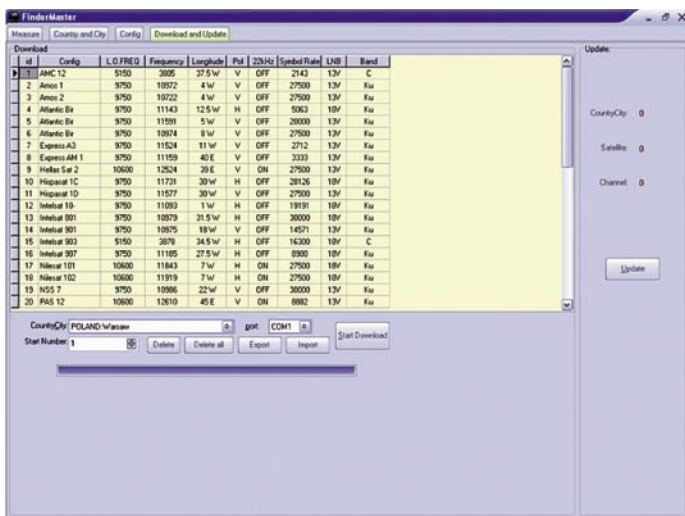 FinderMaster
Measure Country and City Config Download and Update
Download
id Config L.O.FREQ Frequency Longitude Pol 22kHz Symbol Rate LNB Band
1 AMC 12 5150 3805 37.5 W V OFF 2143 13V C
2 Amos 1 9750 10972 4 W V OFF 27500 13V Ku
3 Amos 2 9750 10722 4 W V OFF 27500 13V Ku
4 Atlantic Bir 9750 11143 12.5 W H OFF 5063 18V Ku
5 Atlantic Bir 9750 11591 5 W V OFF 20000 13V Ku
6 Atlantic Bir 9750 10974 8 W V OFF 27500 13V Ku
7 Express A3 9750 11524 11 W V OFF 2712 13V Ku
8 Express AM 1 9750 11159 40 E V OFF 3333 13V Ku
9 Hellas Sat 2 10600 12524 39 E V ON 27500 13V Ku
10 Hispasat 1C 9750 11731 30 W H OFF 28126 18V Ku
11 Hispasat 1D 9750 11577 30 W V OFF 27500 13V Ku
12 Intelsat 10- 9750 11093 1 W H OFF 19191 18V Ku
13 Intelsat 801 9750 10979 31.5 W H OFF 30000 18V Ku
14 Intelsat 901 9750 10975 18 W V OFF 14571 13V Ku
15 Intelsat 903 5150 3878 34.5 W H OFF 16300 18V C
16 Intelsat 907 9750 11185 27.5 W H OFF 8900 18V Ku
17 Nilesat 101 10600 11843 7 W H ON 27500 18V Ku
18 Nilesat 102 10600 11919 7 W H ON 27500 18V Ku
19 NSS 7 9750 10986 22 W V OFF 30000 13V Ku
20 PAS 12 10600 12610 45 E V ON 8882 13V Ku
CountryCity: POLAND:Warsaw port: COM1
Start Number: 1 Delete Delete all Export Import
Start Download
Update:
CountryCity: 0
Satellite: 0
Channel: 0
Update